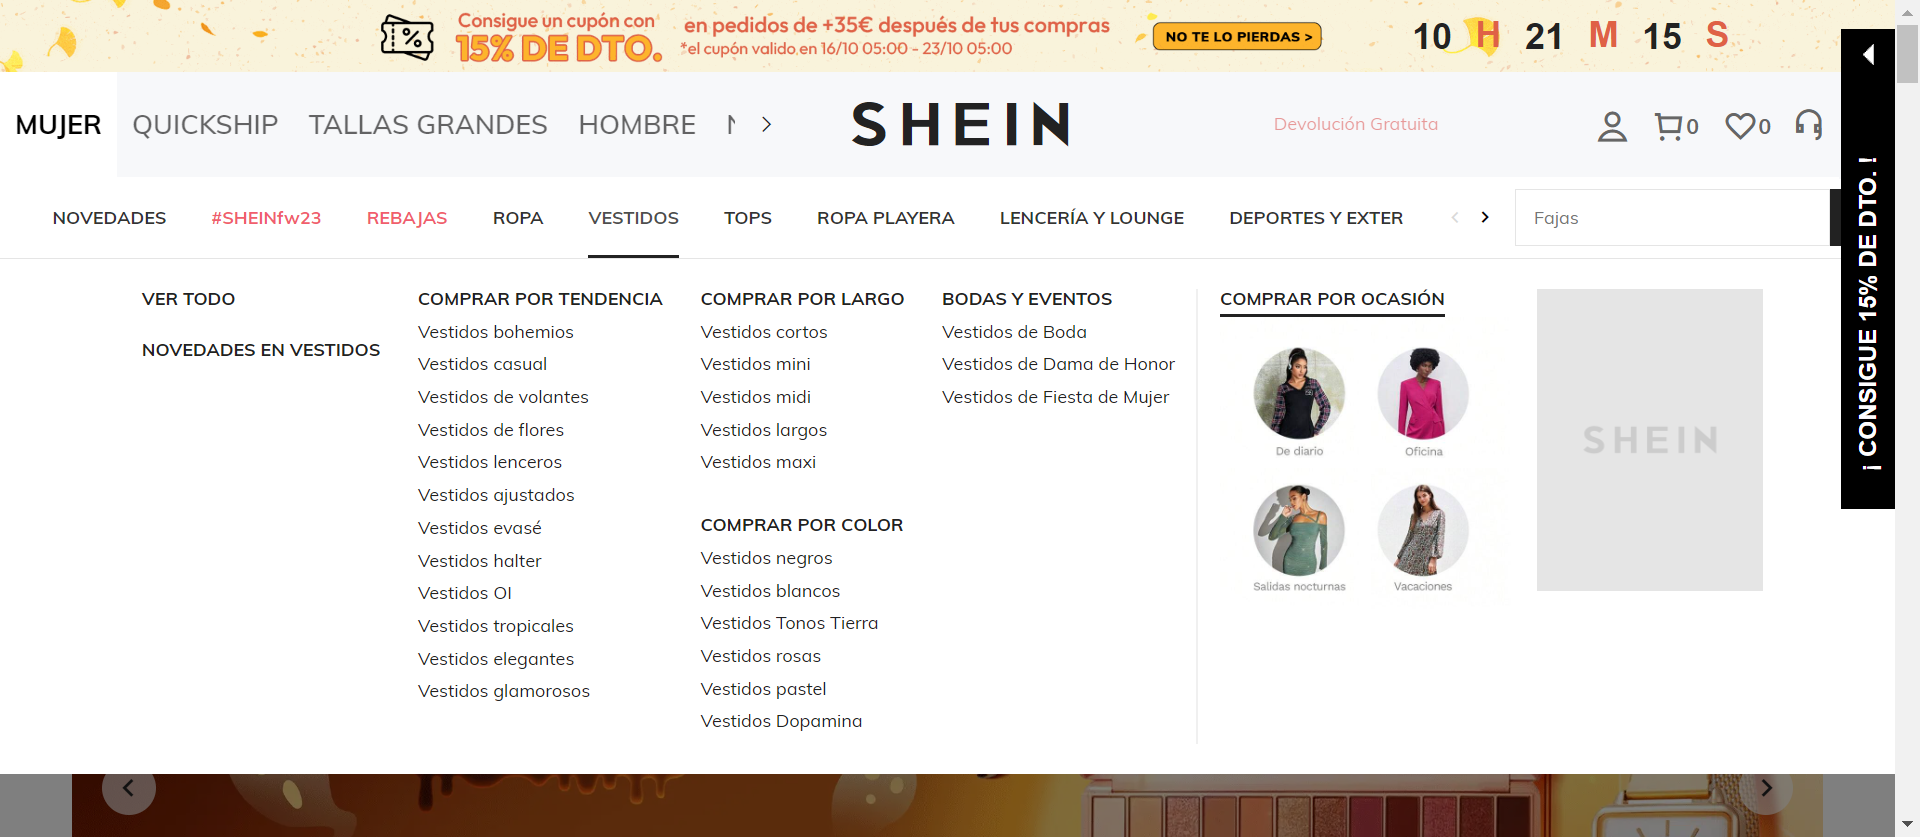 Consigue un cupón con
15% DE DTO.
en pedidos de +35€ después de tus compras
*el cupón valido en 16/10 05:00 - 23/10 05:00
NO TE LO PIERDAS >
10 H 21 M 15 S
MUJER QUICKSHIP TALLAS GRANDES HOMBRE
SHEIN
Devolución Gratuita
0 0
¡ CONSIGUE 15% DE DTO. !
NOVEDADES #SHEINfw23 REBAJAS ROPA VESTIDOS TOPS ROPA PLAYERA LENCERÍA Y LOUNGE DEPORTES Y EXTER
Fajas
VER TODO
NOVEDADES EN VESTIDOS
COMPRAR POR TENDENCIA
Vestidos bohemios
Vestidos casual
Vestidos de volantes
Vestidos de flores
Vestidos lenceros
Vestidos ajustados
Vestidos evasé
Vestidos halter
Vestidos OI
Vestidos tropicales
Vestidos elegantes
Vestidos glamorosos
COMPRAR POR LARGO
Vestidos cortos
Vestidos mini
Vestidos midi
Vestidos largos
Vestidos maxi
COMPRAR POR COLOR
Vestidos negros
Vestidos blancos
Vestidos Tonos Tierra
Vestidos rosas
Vestidos pastel
Vestidos Dopamina
BODAS Y EVENTOS
Vestidos de Boda
Vestidos de Dama de Honor
Vestidos de Fiesta de Mujer
COMPRAR POR OCASIÓN
De diario
Oficina
Salidas nocturnas
Vacaciones
SHEIN